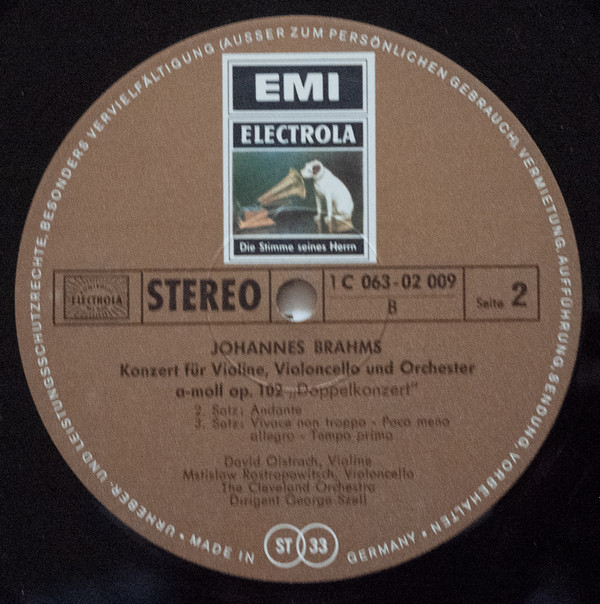 URHEBER- UND LEISTUNGSSCHUTZRECHTE, BESONDERS VERVIELFÄLTIGUNG (AUSSER ZUM PERSÖNLICHEN GEBRAUCH), VERMIETUNG, AUFFÜHRUNG, SENDUNG, VORBEHALTEN
EMI
ELECTROLA
Die Stimme seines Herrn
ELECTROLA
STEREO
1 C 063-02 009
B
Seite 2
JOHANNES BRAHMS
Konzert für Violine, Violoncello und Orchester
a-moll op. 102 „Doppelkonzert“
2. Satz: Andante
3. Satz: Vivace non troppo - Poco meno
allegro - Tempo primo
David Oistrach, Violine
Mstislaw Rostropowitsch, Violoncello
The Cleveland Orchestra
Dirigent George Szell
• MADE IN ST 33 GERMANY •